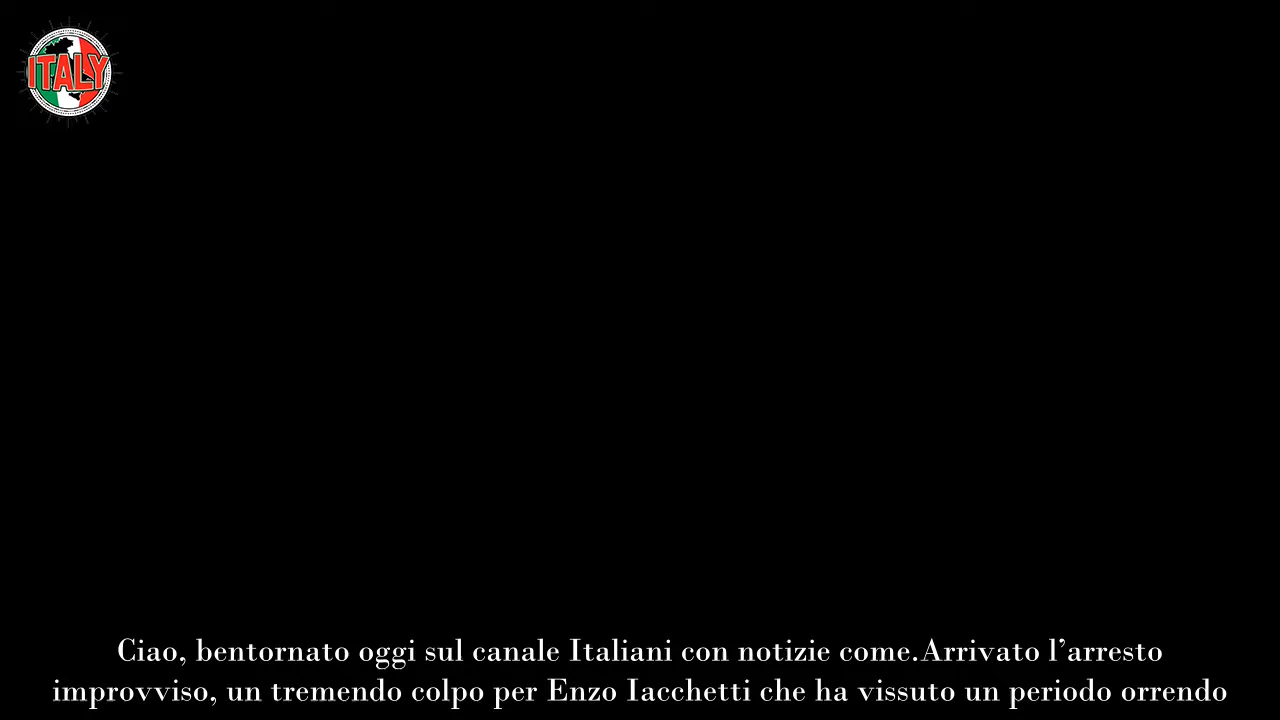 ITALY
Ciao, bentornato oggi sul canale Italiani con notizie come.Arrivato l’arresto
improvviso, un tremendo colpo per Enzo Iacchetti che ha vissuto un periodo orrendo